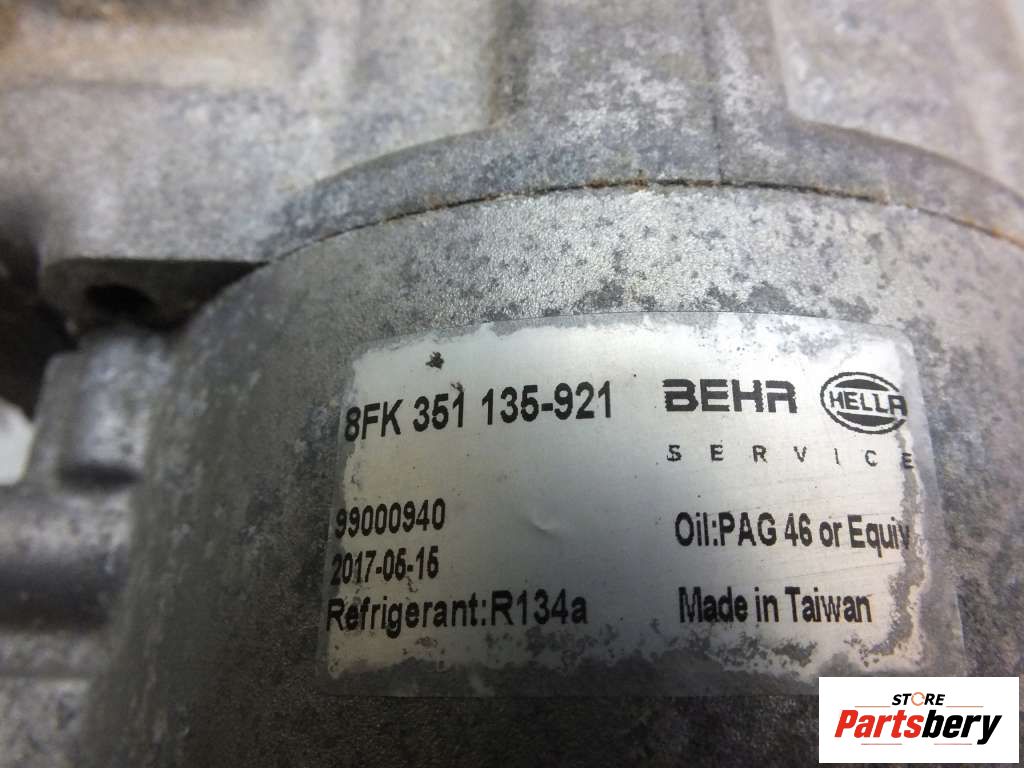 8FK 351 135-921
BEHR HELLA
SERVICE
99000940
Oil:PAG 46 or Equiv
2017-05-15
Refrigerant:R134a
Made in Taiwan
STORE
Partsbery